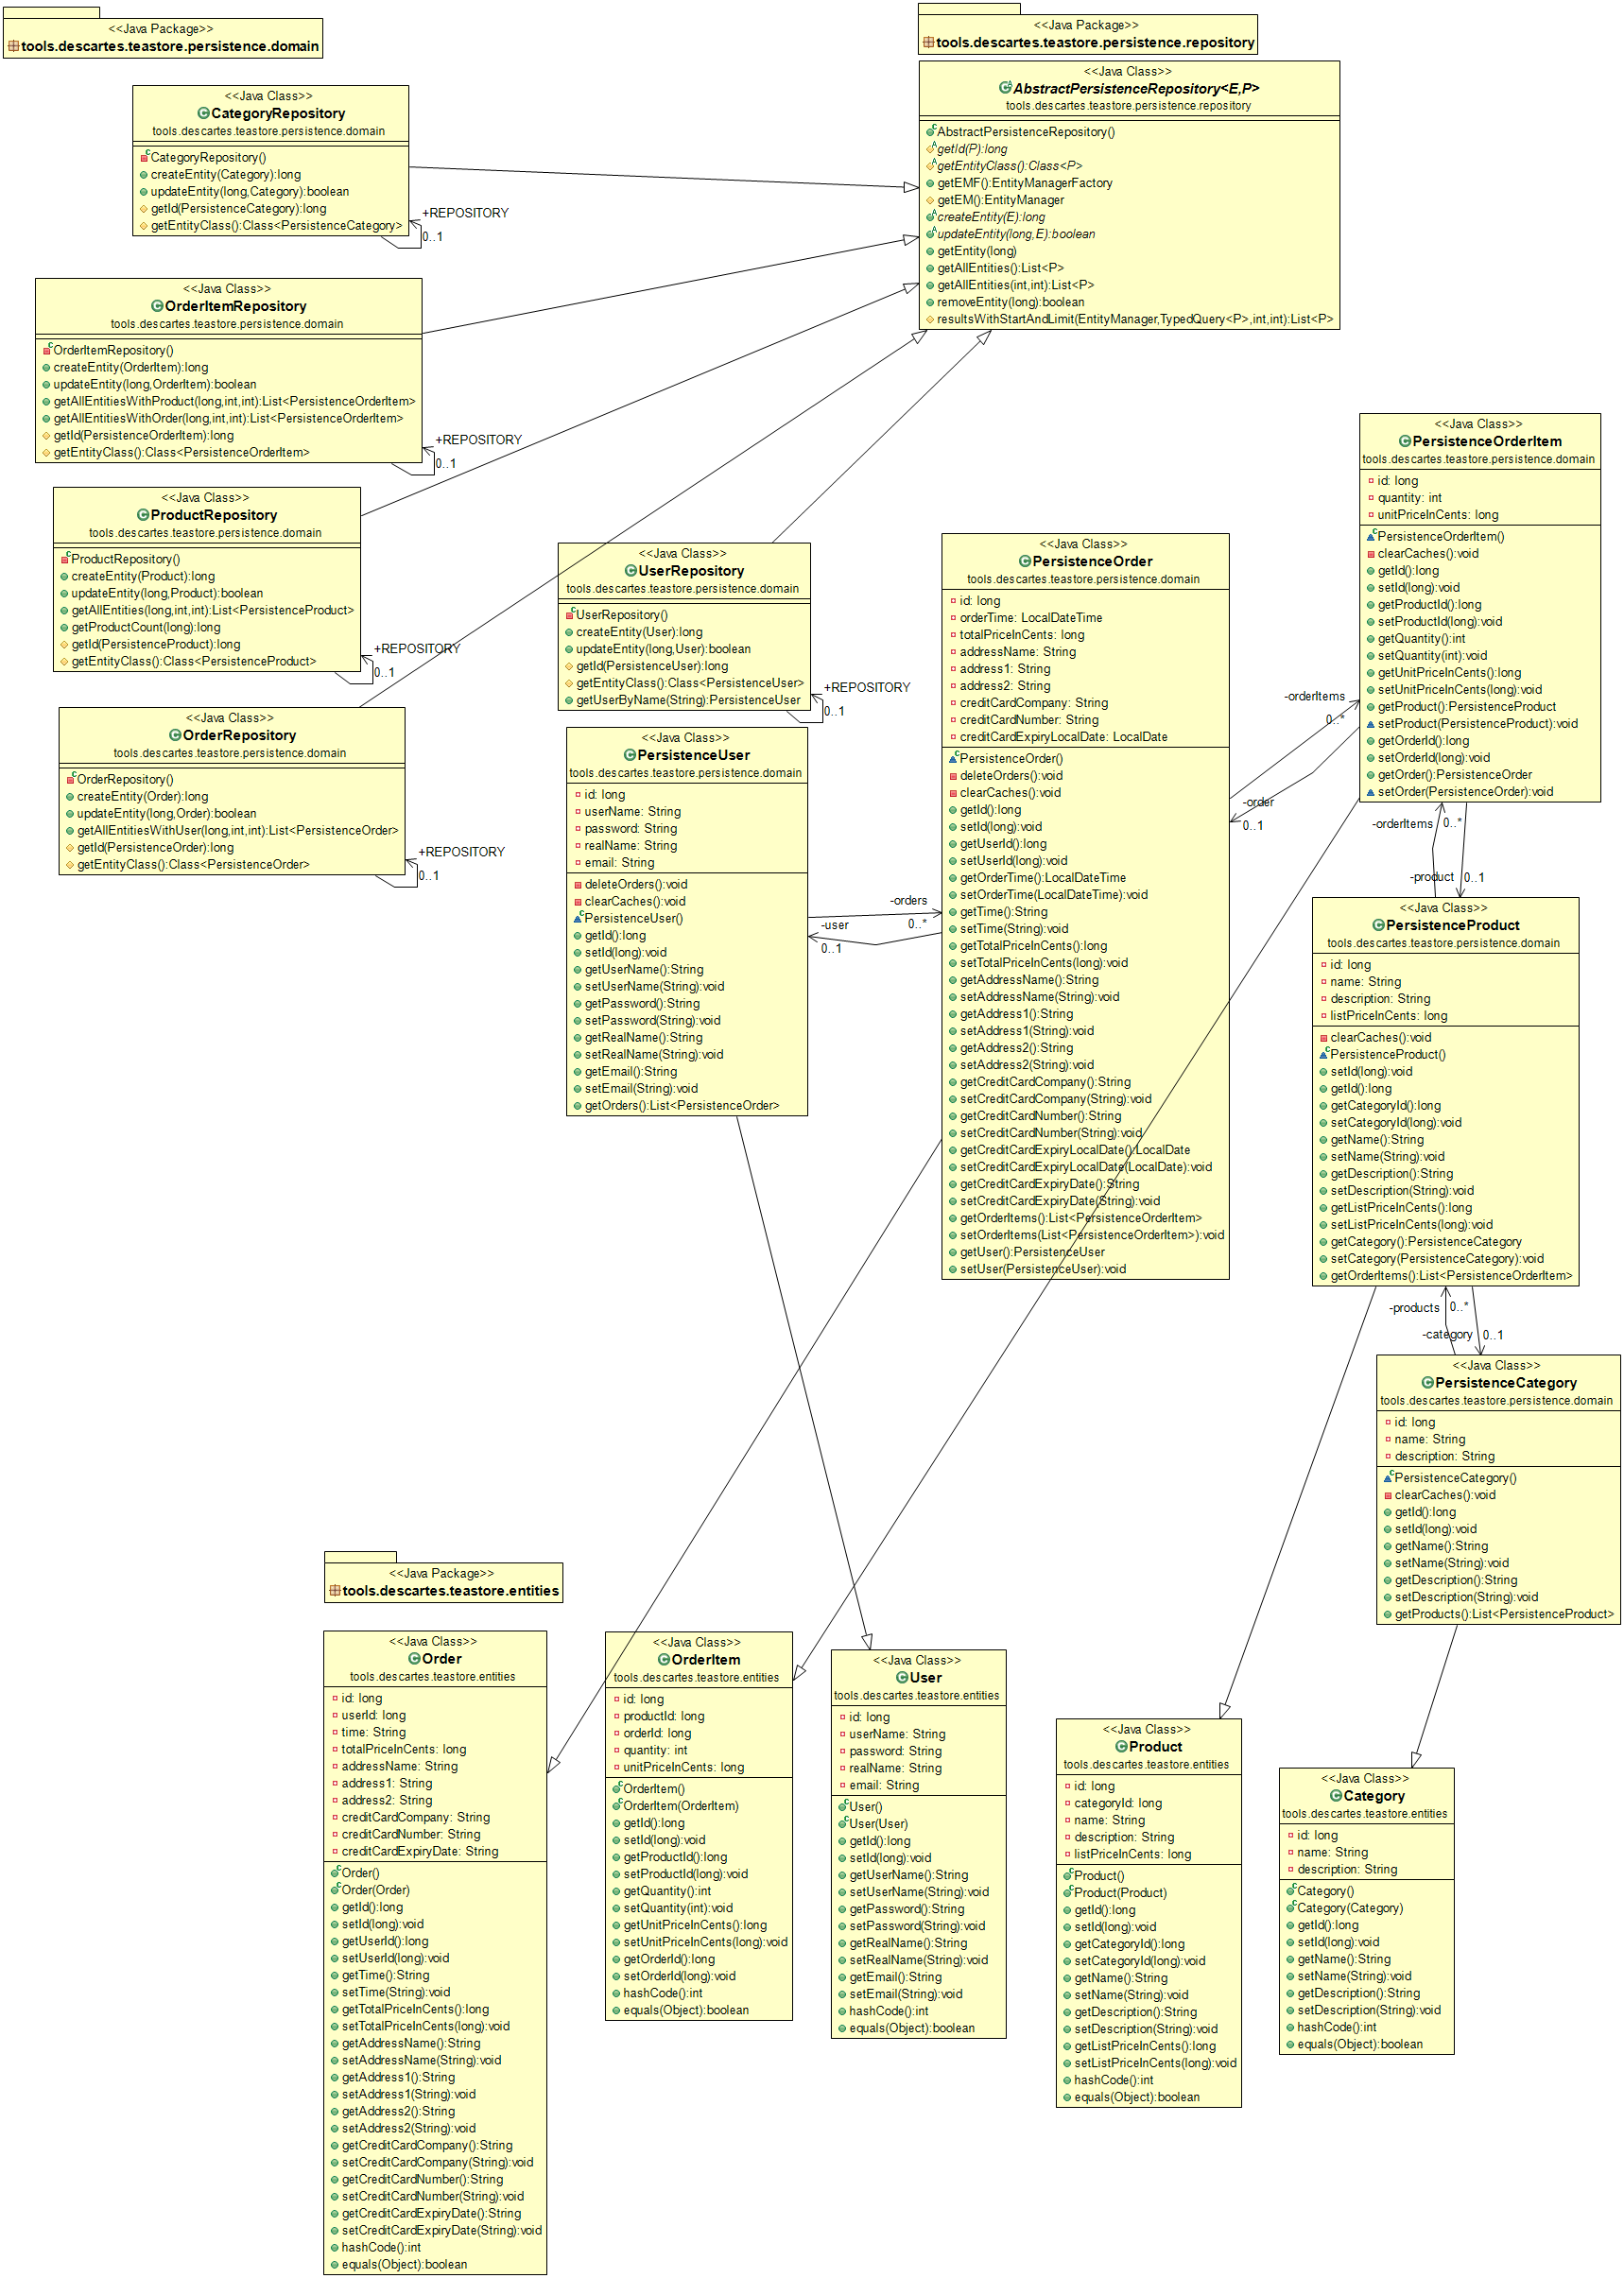 <<Java Package>>
tools.descartes.teastore.persistence.domain
<<Java Package>>
tools.descartes.teastore.persistence.repository
<<Java Class>>
AbstractPersistenceRepository<E,P>
tools.descartes.teastore.persistence.repository
AbstractPersistenceRepository()
getId(P):long
getEntityClass():Class<P>
getEMF():EntityManagerFactory
getEM():EntityManager
createEntity(E):long
updateEntity(long,E):boolean
getEntity(long)
getAllEntities():List<P>
getAllEntities(int,int):List<P>
removeEntity(long):boolean
resultsWithStartAndLimit(EntityManager,TypedQuery<P>,int,int):List<P>
<<Java Class>>
CategoryRepository
tools.descartes.teastore.persistence.domain
CategoryRepository()
createEntity(Category):long
updateEntity(long,Category):boolean
getId(PersistenceCategory):long
getEntityClass():Class<PersistenceCategory>
+REPOSITORY
0..1
<<Java Class>>
OrderItemRepository
tools.descartes.teastore.persistence.domain
OrderItemRepository()
createEntity(OrderItem):long
updateEntity(long,OrderItem):boolean
getAllEntitiesWithProduct(long,int,int):List<PersistenceOrderItem>
getAllEntitiesWithOrder(long,int,int):List<PersistenceOrderItem>
getId(PersistenceOrderItem):long
getEntityClass():Class<PersistenceOrderItem>
+REPOSITORY
0..1
<<Java Class>>
ProductRepository
tools.descartes.teastore.persistence.domain
ProductRepository()
createEntity(Product):long
updateEntity(long,Product):boolean
getAllEntities(long,int,int):List<PersistenceProduct>
getProductCount(long):long
getId(PersistenceProduct):long
getEntityClass():Class<PersistenceProduct>
+REPOSITORY
0..1
<<Java Class>>
OrderRepository
tools.descartes.teastore.persistence.domain
OrderRepository()
createEntity(Order):long
updateEntity(long,Order):boolean
getAllEntitiesWithUser(long,int,int):List<PersistenceOrder>
getId(PersistenceOrder):long
getEntityClass():Class<PersistenceOrder>
+REPOSITORY
0..1
<<Java Class>>
UserRepository
tools.descartes.teastore.persistence.domain
UserRepository()
createEntity(User):long
updateEntity(long,User):boolean
getId(PersistenceUser):long
getEntityClass():Class<PersistenceUser>
getUserByName(String):PersistenceUser
+REPOSITORY
0..1
<<Java Class>>
PersistenceUser
tools.descartes.teastore.persistence.domain
id: long
userName: String
password: String
realName: String
email: String
deleteOrders():void
clearCaches():void
PersistenceUser()
getId():long
setId(long):void
getUserName():String
setUserName(String):void
getPassword():String
setPassword(String):void
getRealName():String
setRealName(String):void
getEmail():String
setEmail(String):void
getOrders():List<PersistenceOrder>
-orders
0..*
-user
0..1
<<Java Class>>
PersistenceOrder
tools.descartes.teastore.persistence.domain
id: long
orderTime: LocalDateTime
totalPriceInCents: long
addressName: String
address1: String
address2: String
creditCardCompany: String
creditCardNumber: String
creditCardExpiryLocalDate: LocalDate
PersistenceOrder()
deleteOrders():void
clearCaches():void
getId():long
setId(long):void
getUserId():long
setUserId(long):void
getOrderTime():LocalDateTime
setOrderTime(LocalDateTime):void
getTime():String
setTime(String):void
getTotalPriceInCents():long
setTotalPriceInCents(long):void
getAddressName():String
setAddressName(String):void
getAddress1():String
setAddress1(String):void
getAddress2():String
setAddress2(String):void
getCreditCardCompany():String
setCreditCardCompany(String):void
getCreditCardNumber():String
setCreditCardNumber(String):void
getCreditCardExpiryLocalDate():LocalDate
setCreditCardExpiryLocalDate(LocalDate):void
getCreditCardExpiryDate():String
setCreditCardExpiryDate(String):void
getOrderItems():List<PersistenceOrderItem>
setOrderItems(List<PersistenceOrderItem>):void
getUser():PersistenceUser
setUser(PersistenceUser):void
-orderItems
0..*
-order
0..1
<<Java Class>>
PersistenceOrderItem
tools.descartes.teastore.persistence.domain
id: long
quantity: int
unitPriceInCents: long
PersistenceOrderItem()
clearCaches():void
getId():long
setId(long):void
getProductId():long
setProductId(long):void
getQuantity():int
setQuantity(int):void
getUnitPriceInCents():long
setUnitPriceInCents(long):void
getProduct():PersistenceProduct
setProduct(PersistenceProduct):void
getOrderId():long
setOrderId(long):void
getOrder():PersistenceOrder
setOrder(PersistenceOrder):void
-orderItems
0..*
-product
0..1
<<Java Class>>
PersistenceProduct
tools.descartes.teastore.persistence.domain
id: long
name: String
description: String
listPriceInCents: long
clearCaches():void
PersistenceProduct()
setId(long):void
getId():long
getCategoryId():long
setCategoryId(long):void
getName():String
setName(String):void
getDescription():String
setDescription(String):void
getListPriceInCents():long
setListPriceInCents(long):void
getCategory():PersistenceCategory
setCategory(PersistenceCategory):void
getOrderItems():List<PersistenceOrderItem>
-products
0..*
-category
0..1
<<Java Class>>
PersistenceCategory
tools.descartes.teastore.persistence.domain
id: long
name: String
description: String
PersistenceCategory()
clearCaches():void
getId():long
setId(long):void
getName():String
setName(String):void
getDescription():String
setDescription(String):void
getProducts():List<PersistenceProduct>
<<Java Package>>
tools.descartes.teastore.entities
<<Java Class>>
Order
tools.descartes.teastore.entities
id: long
userId: long
time: String
totalPriceInCents: long
addressName: String
address1: String
address2: String
creditCardCompany: String
creditCardNumber: String
creditCardExpiryDate: String
Order()
Order(Order)
getId():long
setId(long):void
getUserId():long
setUserId(long):void
getTime():String
setTime(String):void
getTotalPriceInCents():long
setTotalPriceInCents(long):void
getAddressName():String
setAddressName(String):void
getAddress1():String
setAddress1(String):void
getAddress2():String
setAddress2(String):void
getCreditCardCompany():String
setCreditCardCompany(String):void
getCreditCardNumber():String
setCreditCardNumber(String):void
getCreditCardExpiryDate():String
setCreditCardExpiryDate(String):void
hashCode():int
equals(Object):boolean
<<Java Class>>
OrderItem
tools.descartes.teastore.entities
id: long
productId: long
orderId: long
quantity: int
unitPriceInCents: long
OrderItem()
OrderItem(OrderItem)
getId():long
setId(long):void
getProductId():long
setProductId(long):void
getQuantity():int
setQuantity(int):void
getUnitPriceInCents():long
setUnitPriceInCents(long):void
getOrderId():long
setOrderId(long):void
hashCode():int
equals(Object):boolean
<<Java Class>>
User
tools.descartes.teastore.entities
id: long
userName: String
password: String
realName: String
email: String
User()
User(User)
getId():long
setId(long):void
getUserName():String
setUserName(String):void
getPassword():String
setPassword(String):void
getRealName():String
setRealName(String):void
getEmail():String
setEmail(String):void
hashCode():int
equals(Object):boolean
<<Java Class>>
Product
tools.descartes.teastore.entities
id: long
categoryId: long
name: String
description: String
listPriceInCents: long
Product()
Product(Product)
getId():long
setId(long):void
getCategoryId():long
setCategoryId(long):void
getName():String
setName(String):void
getDescription():String
setDescription(String):void
getListPriceInCents():long
setListPriceInCents(long):void
hashCode():int
equals(Object):boolean
<<Java Class>>
Category
tools.descartes.teastore.entities
id: long
name: String
description: String
Category()
Category(Category)
getId():long
setId(long):void
getName():String
setName(String):void
getDescription():String
setDescription(String):void
hashCode():int
equals(Object):boolean